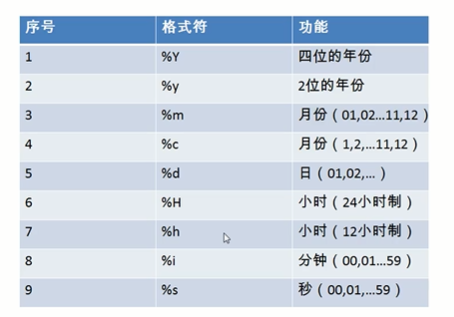 序号 格式符 功能
1 %Y 四位的年份
2 %y 2位的年份
3 %m 月份（01,02...11,12）
4 %c 月份（1,2,...11,12）
5 %d 日（01,02,...）
6 %H 小时（24小时制）
7 %h 小时（12小时制）
8 %i 分钟（00,01...59）
9 %s 秒（00,01,...59）